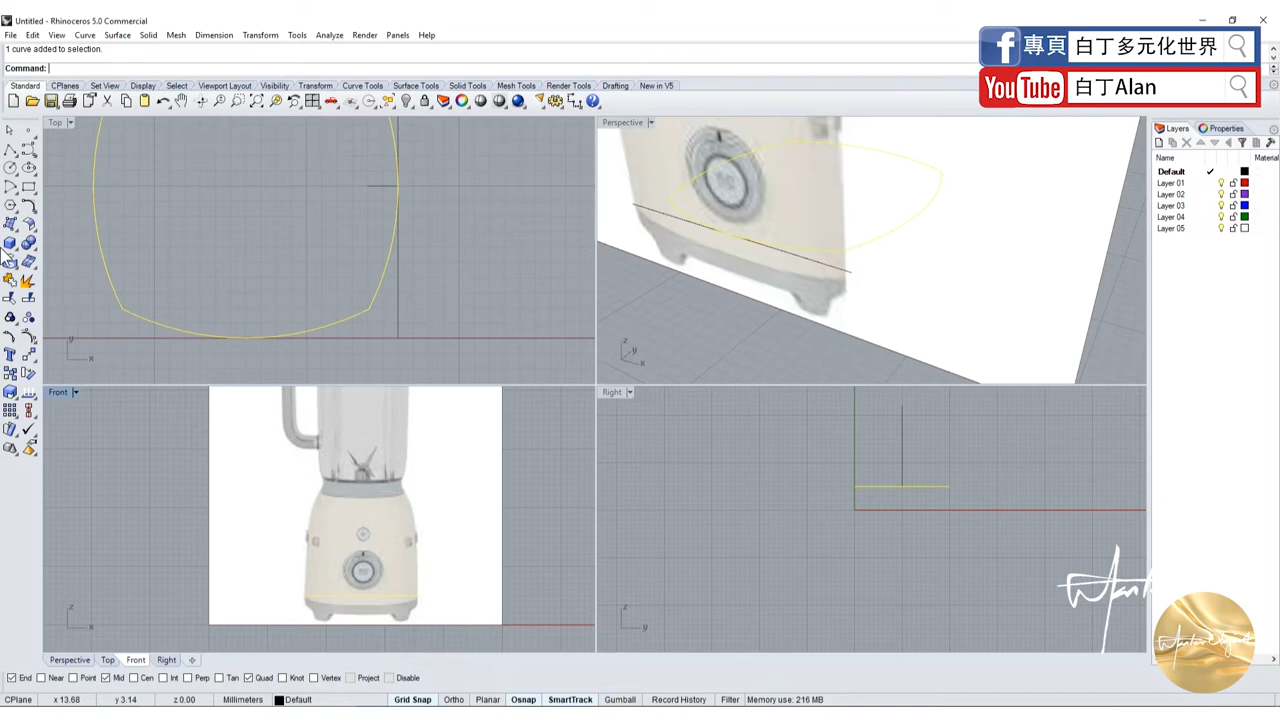 Untitled - Rhinoceros 5.0 Commercial
File Edit View Curve Surface Solid Mesh Dimension Transform Tools Analyze Render Panels Help
1 curve added to selection.
Command:
專頁 白丁多元化世界
YouTube 白丁Alan
Standard CPlanes Set View Display Select Viewport Layout Visibility Transform Curve Tools Surface Tools Solid Tools Mesh Tools Render Tools Drafting New in V5
Top
Perspective
Layers Properties
Name Material
Default
Layer 01
Layer 02
Layer 03
Layer 04
Layer 05
y
x
z
y
x
Front
Right
z
x
z
y
Perspective Top Front Right
End Near Point Mid Cen Int Perp Tan Quad Knot Vertex Project Disable
CPlane x 13.68 y 3.14 z 0.00 Millimeters Default Grid Snap Ortho Planar Osnap SmartTrack Gumball Record History Filter Memory use: 216 MB